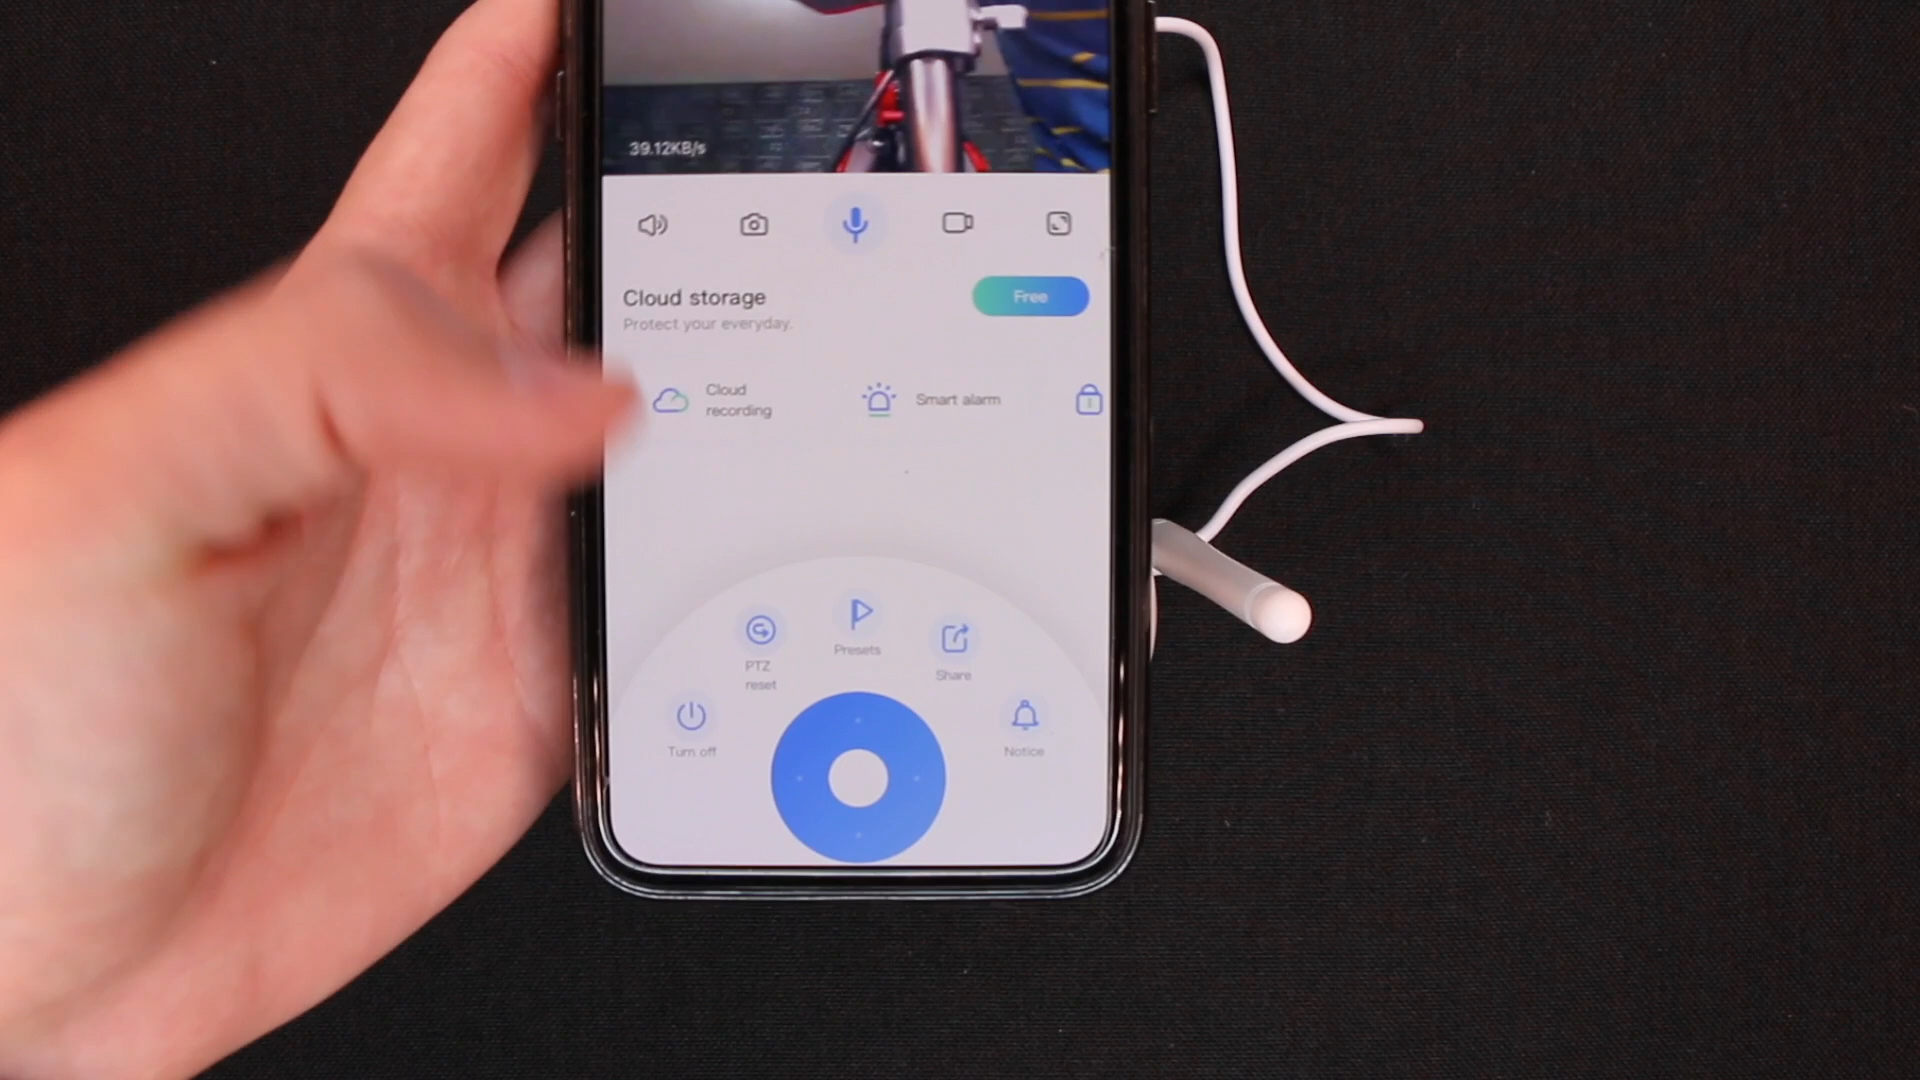 39.12KB/s
Cloud storage
Free
Protect your everyday.
Cloud
recording
Smart alarm
Presets
PTZ
reset
Share
Turn off
Notice